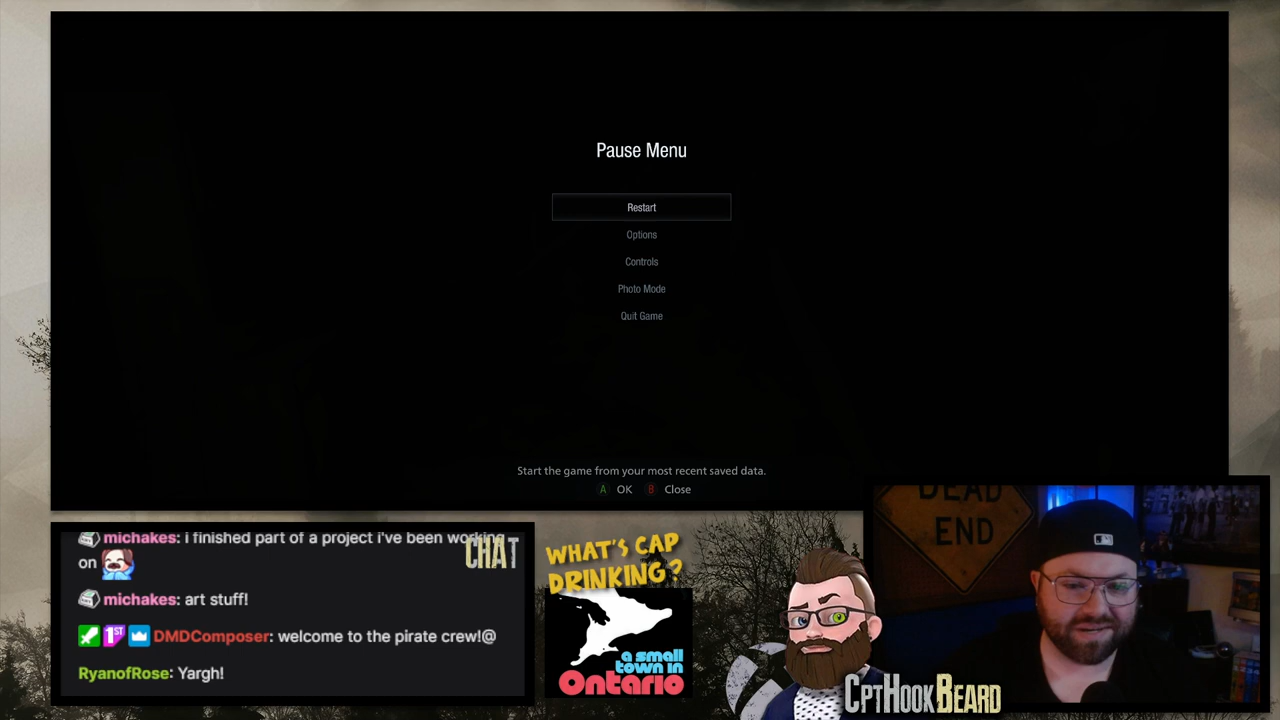 Pause Menu
Restart
Options
Controls
Photo Mode
Quit Game
Start the game from your most recent saved data.
A OK B Close
michakes: i finished part of a project i've been working
on
CHAT
michakes: art stuff!
1ST DMDComposer: welcome to the pirate crew!@
RyanofRose: Yargh!
WHAT'S CAP
DRINKING?
a small
town in
Ontario
CPTHOOKBEARD
DEAD
END